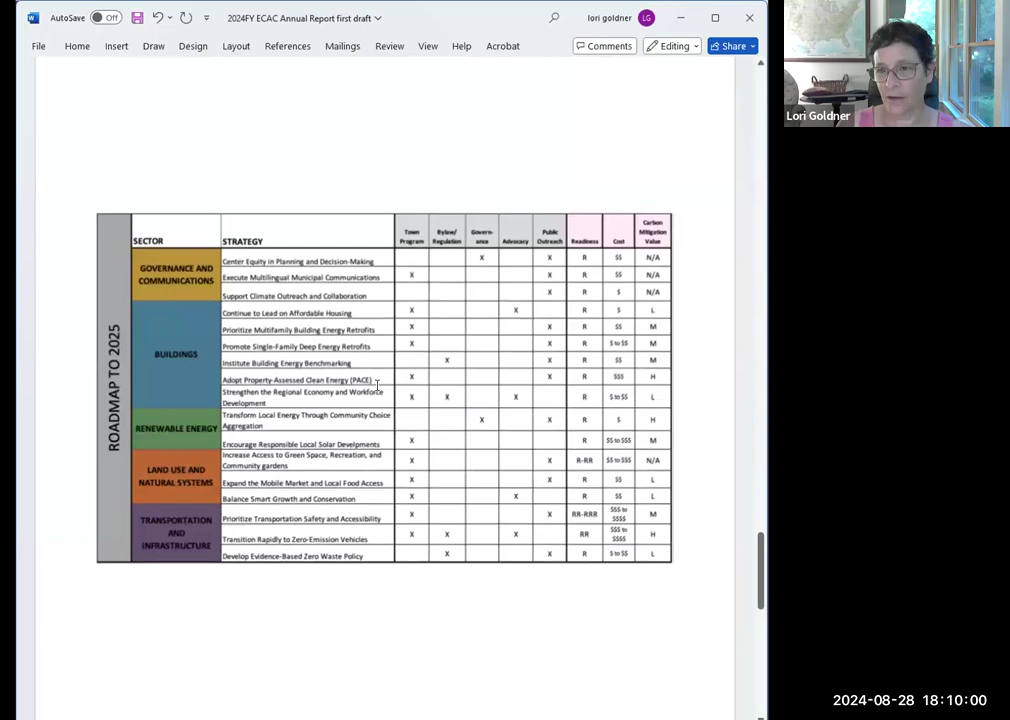 AutoSave Off 2024FY ECAC Annual Report first draft lori goldner LG
File Home Insert Draw Design Layout References Mailings Review View Help Acrobat Comments Editing Share
Lori Goldner
ROADMAP TO 2025
SECTOR STRATEGY Town Program Bylaw/ Regulation Govern-ance Advocacy Public Outreach Readiness Cost Carbon Mitigation Value
GOVERNANCE AND COMMUNICATIONS
Center Equity in Planning and Decision-Making X X R $$ N/A
Execute Multilingual Municipal Communications X X R $$ N/A
Support Climate Outreach and Collaboration X R $ N/A
BUILDINGS
Continue to Lead on Affordable Housing X X R $ L
Prioritize Multifamily Building Energy Retrofits X X R $$ M
Promote Single-Family Deep Energy Retrofits X X R $ to $$ M
Institute Building Energy Benchmarking X X R $$ M
Adopt Property-Assessed Clean Energy (PACE) X X R $$$ H
Strengthen the Regional Economy and Workforce
Development X X X R $ to $$ L
RENEWABLE ENERGY
Transform Local Energy Through Community Choice
Aggregation X X R $ H
Encourage Responsible Local Solar Develpments X R $$ to $$$ M
LAND USE AND NATURAL SYSTEMS
Increase Access to Green Space, Recreation, and
Community gardens X X R-RR $$ to $$$ N/A
Expand the Mobile Market and Local Food Access X X R $$ L
Balance Smart Growth and Conservation X X R $$ L
TRANSPORTATION AND INFRASTRUCTURE
Prioritize Transportation Safety and Accessibility X X RR-RRR $$$ to $$$$ M
Transition Rapidly to Zero-Emission Vehicles X X X RR $$$ to $$$$ H
Develop Evidence-Based Zero Waste Policy X X R $ to $$ L
2024-08-28 18:10:00